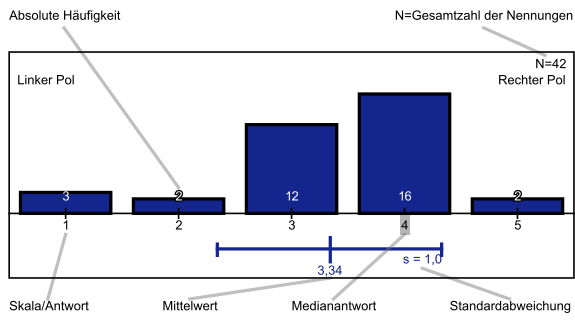 Absolute Häufigkeit
N=Gesamtzahl der Nennungen
N=42
Linker Pol
Rechter Pol
3
2
12
16
2
1
2
3
4
5
s = 1,0
3,34
Skala/Antwort
Mittelwert
Medianantwort
Standardabweichung